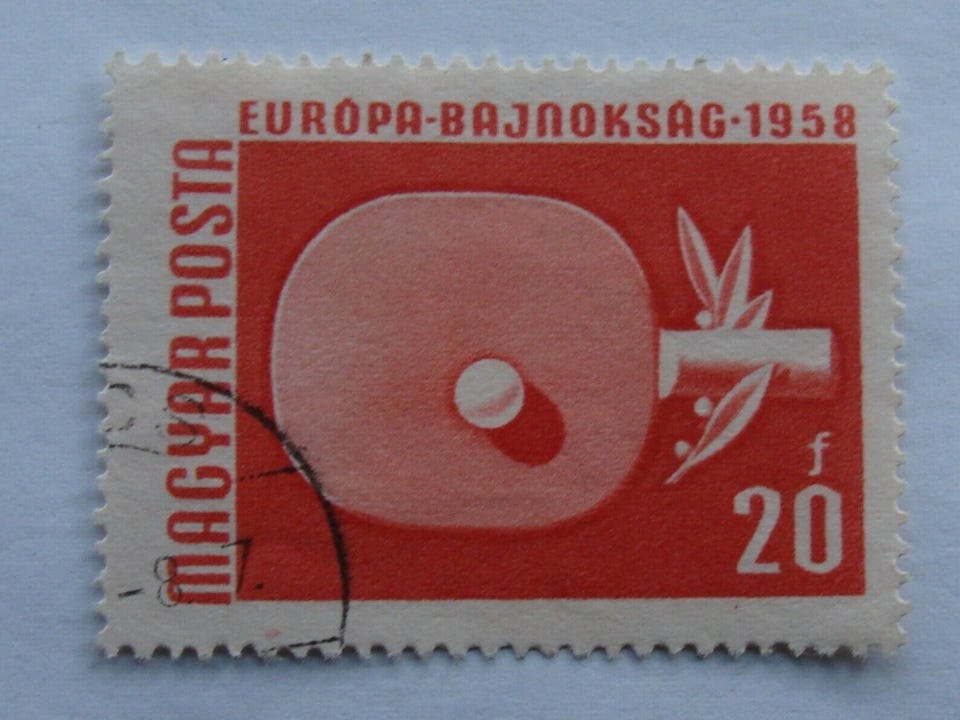 EURÓPA-BAJNOKSÁG·1958
MAGYAR POSTA
f
20